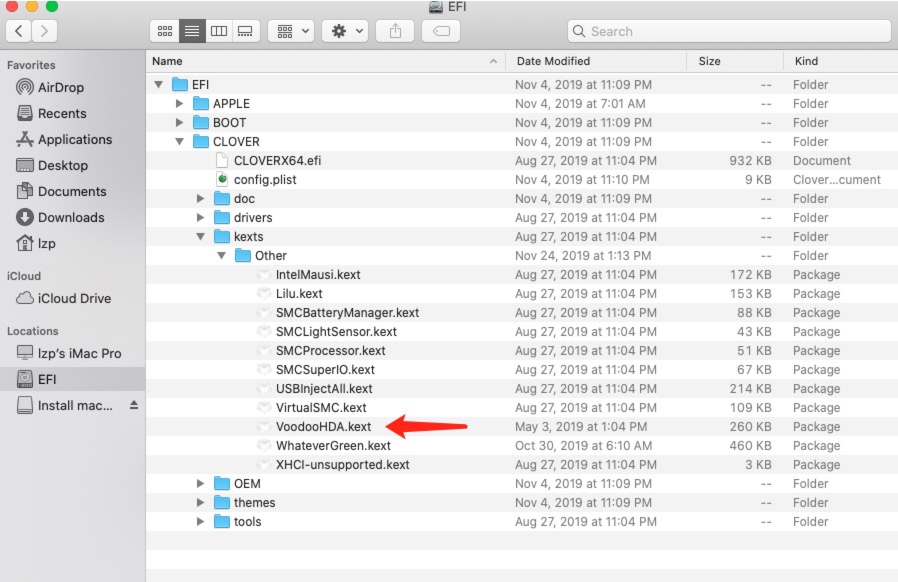 EFI
Search
Favorites
AirDrop
Recents
Applications
Desktop
Documents
Downloads
lzp
iCloud
iCloud Drive
Locations
lzp's iMac Pro
EFI
Install mac...
Name Date Modified Size Kind
EFI Nov 4, 2019 at 11:09 PM -- Folder
APPLE Nov 4, 2019 at 7:01 AM -- Folder
BOOT Nov 4, 2019 at 11:09 PM -- Folder
CLOVER Nov 4, 2019 at 11:09 PM -- Folder
CLOVERX64.efi Aug 27, 2019 at 11:04 PM 932 KB Document
config.plist Nov 4, 2019 at 11:10 PM 9 KB Clover...cument
doc Nov 4, 2019 at 11:09 PM -- Folder
drivers Aug 27, 2019 at 11:04 PM -- Folder
kexts Aug 27, 2019 at 11:04 PM -- Folder
Other Nov 24, 2019 at 1:13 PM -- Folder
IntelMausi.kext Aug 27, 2019 at 11:04 PM 172 KB Package
Lilu.kext Aug 27, 2019 at 11:04 PM 153 KB Package
SMCBatteryManager.kext Aug 27, 2019 at 11:04 PM 88 KB Package
SMCLightSensor.kext Aug 27, 2019 at 11:04 PM 43 KB Package
SMCProcessor.kext Aug 27, 2019 at 11:04 PM 51 KB Package
SMCSuperIO.kext Aug 27, 2019 at 11:04 PM 67 KB Package
USBInjectAll.kext Aug 27, 2019 at 11:04 PM 214 KB Package
VirtualSMC.kext Aug 27, 2019 at 11:04 PM 109 KB Package
VoodooHDA.kext May 3, 2019 at 1:04 PM 260 KB Package
WhateverGreen.kext Oct 30, 2019 at 6:10 AM 460 KB Package
XHCI-unsupported.kext Aug 27, 2019 at 11:04 PM 3 KB Package
OEM Nov 4, 2019 at 11:09 PM -- Folder
themes Nov 4, 2019 at 11:09 PM -- Folder
tools Aug 27, 2019 at 11:04 PM -- Folder